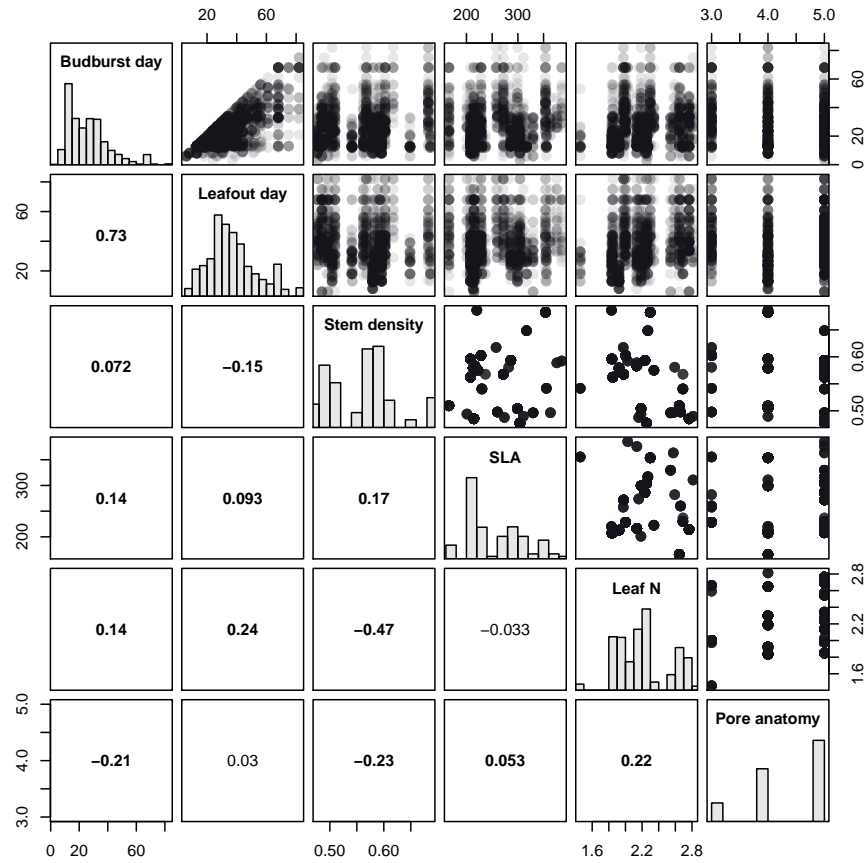 20 60 200 300 3.0 4.0 5.0
Budburst day
0 20 60
Leafout day
20 60
0.73
Stem density
0.072 −0.15
0.50 0.60
SLA
200 300
0.14 0.093 0.17
Leaf N
0.14 0.24 −0.47 −0.033
1.6 2.2 2.8
Pore anatomy
3.0 4.0 5.0
−0.21 0.03 −0.23 0.053 0.22
0 20 60 0.50 0.60 1.6 2.2 2.8